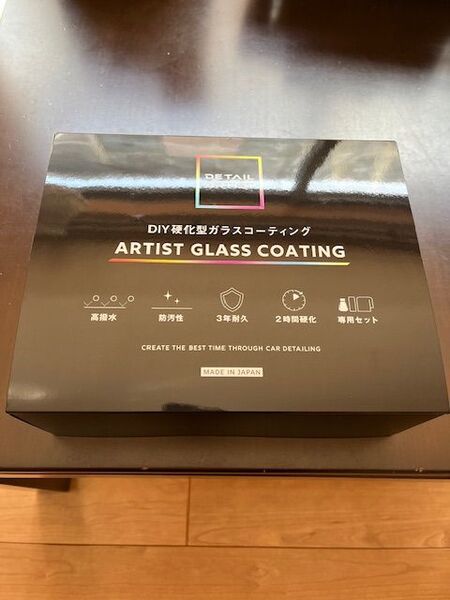 DETAIL
DIY硬化型ガラスコーティング
ARTIST GLASS COATING
高撥水 防汚性 3年耐久 2時間硬化 専用セット
CREATE THE BEST TIME THROUGH CAR DETAILING
MADE IN JAPAN